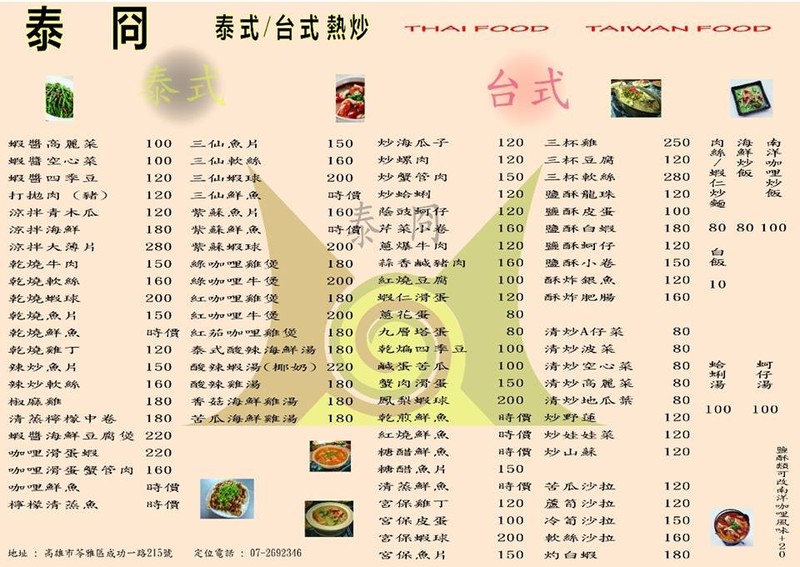 泰 冏 泰式/台式熱炒 THAI FOOD TAIWAN FOOD
泰式
蝦醬高麗菜 100
蝦醬空心菜 100
蝦醬四季豆 120
打拋肉(豬) 120
涼拌青木瓜 120
涼拌海鮮 180
涼拌大薄片 280
乾燒牛肉 150
乾燒軟絲 160
乾燒蝦球 200
乾燒魚片 150
乾燒鮮魚 時價
乾燒雞丁 120
辣炒魚片 150
辣炒軟絲 160
椒麻雞 180
清蒸檸檬中卷 180
蝦醬海鮮豆腐煲 220
咖哩滑蛋蝦 220
咖哩滑蛋蟹管肉 160
咖哩鮮魚 時價
檸檬清蒸魚 時價
三仙魚片 150
三仙軟絲 160
三仙蝦球 200
三仙鮮魚 時價
紫蘇魚片 160
紫蘇鮮魚 時價
紫蘇蝦球 200
綠咖哩雞煲 180
綠咖哩牛煲 200
紅咖哩雞煲 180
紅咖哩牛煲 200
紅茄咖哩雞煲 180
泰式酸辣海鮮湯 180
酸辣蝦湯(椰奶) 220
酸辣雞湯 180
香菇海鮮雞湯 180
苦瓜海鮮雞湯 180
泰 冏
台式
炒海瓜子 120
炒螺肉 120
炒蟹管肉 150
炒蛤蜊 120
蔭豉蚵仔 120
芹菜小卷 160
蔥爆牛肉 120
蒜香鹹豬肉 160
紅燒豆腐 100
蝦仁滑蛋 120
蔥花蛋 80
九層塔蛋 80
乾煸四季豆 100
鹹蛋苦瓜 100
蟹肉滑蛋 150
鳳梨蝦球 200
乾煎鮮魚 時價
紅燒鮮魚 時價
糖醋鮮魚 時價
糖醋魚片 150
清蒸鮮魚 時價
宮保雞丁 120
宮保皮蛋 100
宮保蝦球 200
宮保魚片 150
三杯雞 250
三杯豆腐 120
三杯軟絲 280
鹽酥龍珠 120
鹽酥皮蛋 100
鹽酥白蝦 180
鹽酥蚵仔 120
鹽酥小卷 150
酥炸銀魚 120
酥炸肥腸 160
清炒A仔菜 80
清炒波菜 80
清炒空心菜 80
清炒高麗菜 80
清炒地瓜葉 80
炒野蓮 120
炒娃娃菜 120
炒山蘇 120
苦瓜沙拉 120
蘆筍沙拉 120
冷筍沙拉 150
軟絲沙拉 160
灼白蝦 180
南洋咖哩炒飯 100
海鮮炒飯 80
肉絲/蝦仁炒麵 80
白飯 10
蚵仔湯 100
蛤蜊湯 100
鹽酥類可改南洋咖哩風味+20
地址:高雄市苓雅區成功一路215號 定位電話:07-2692346